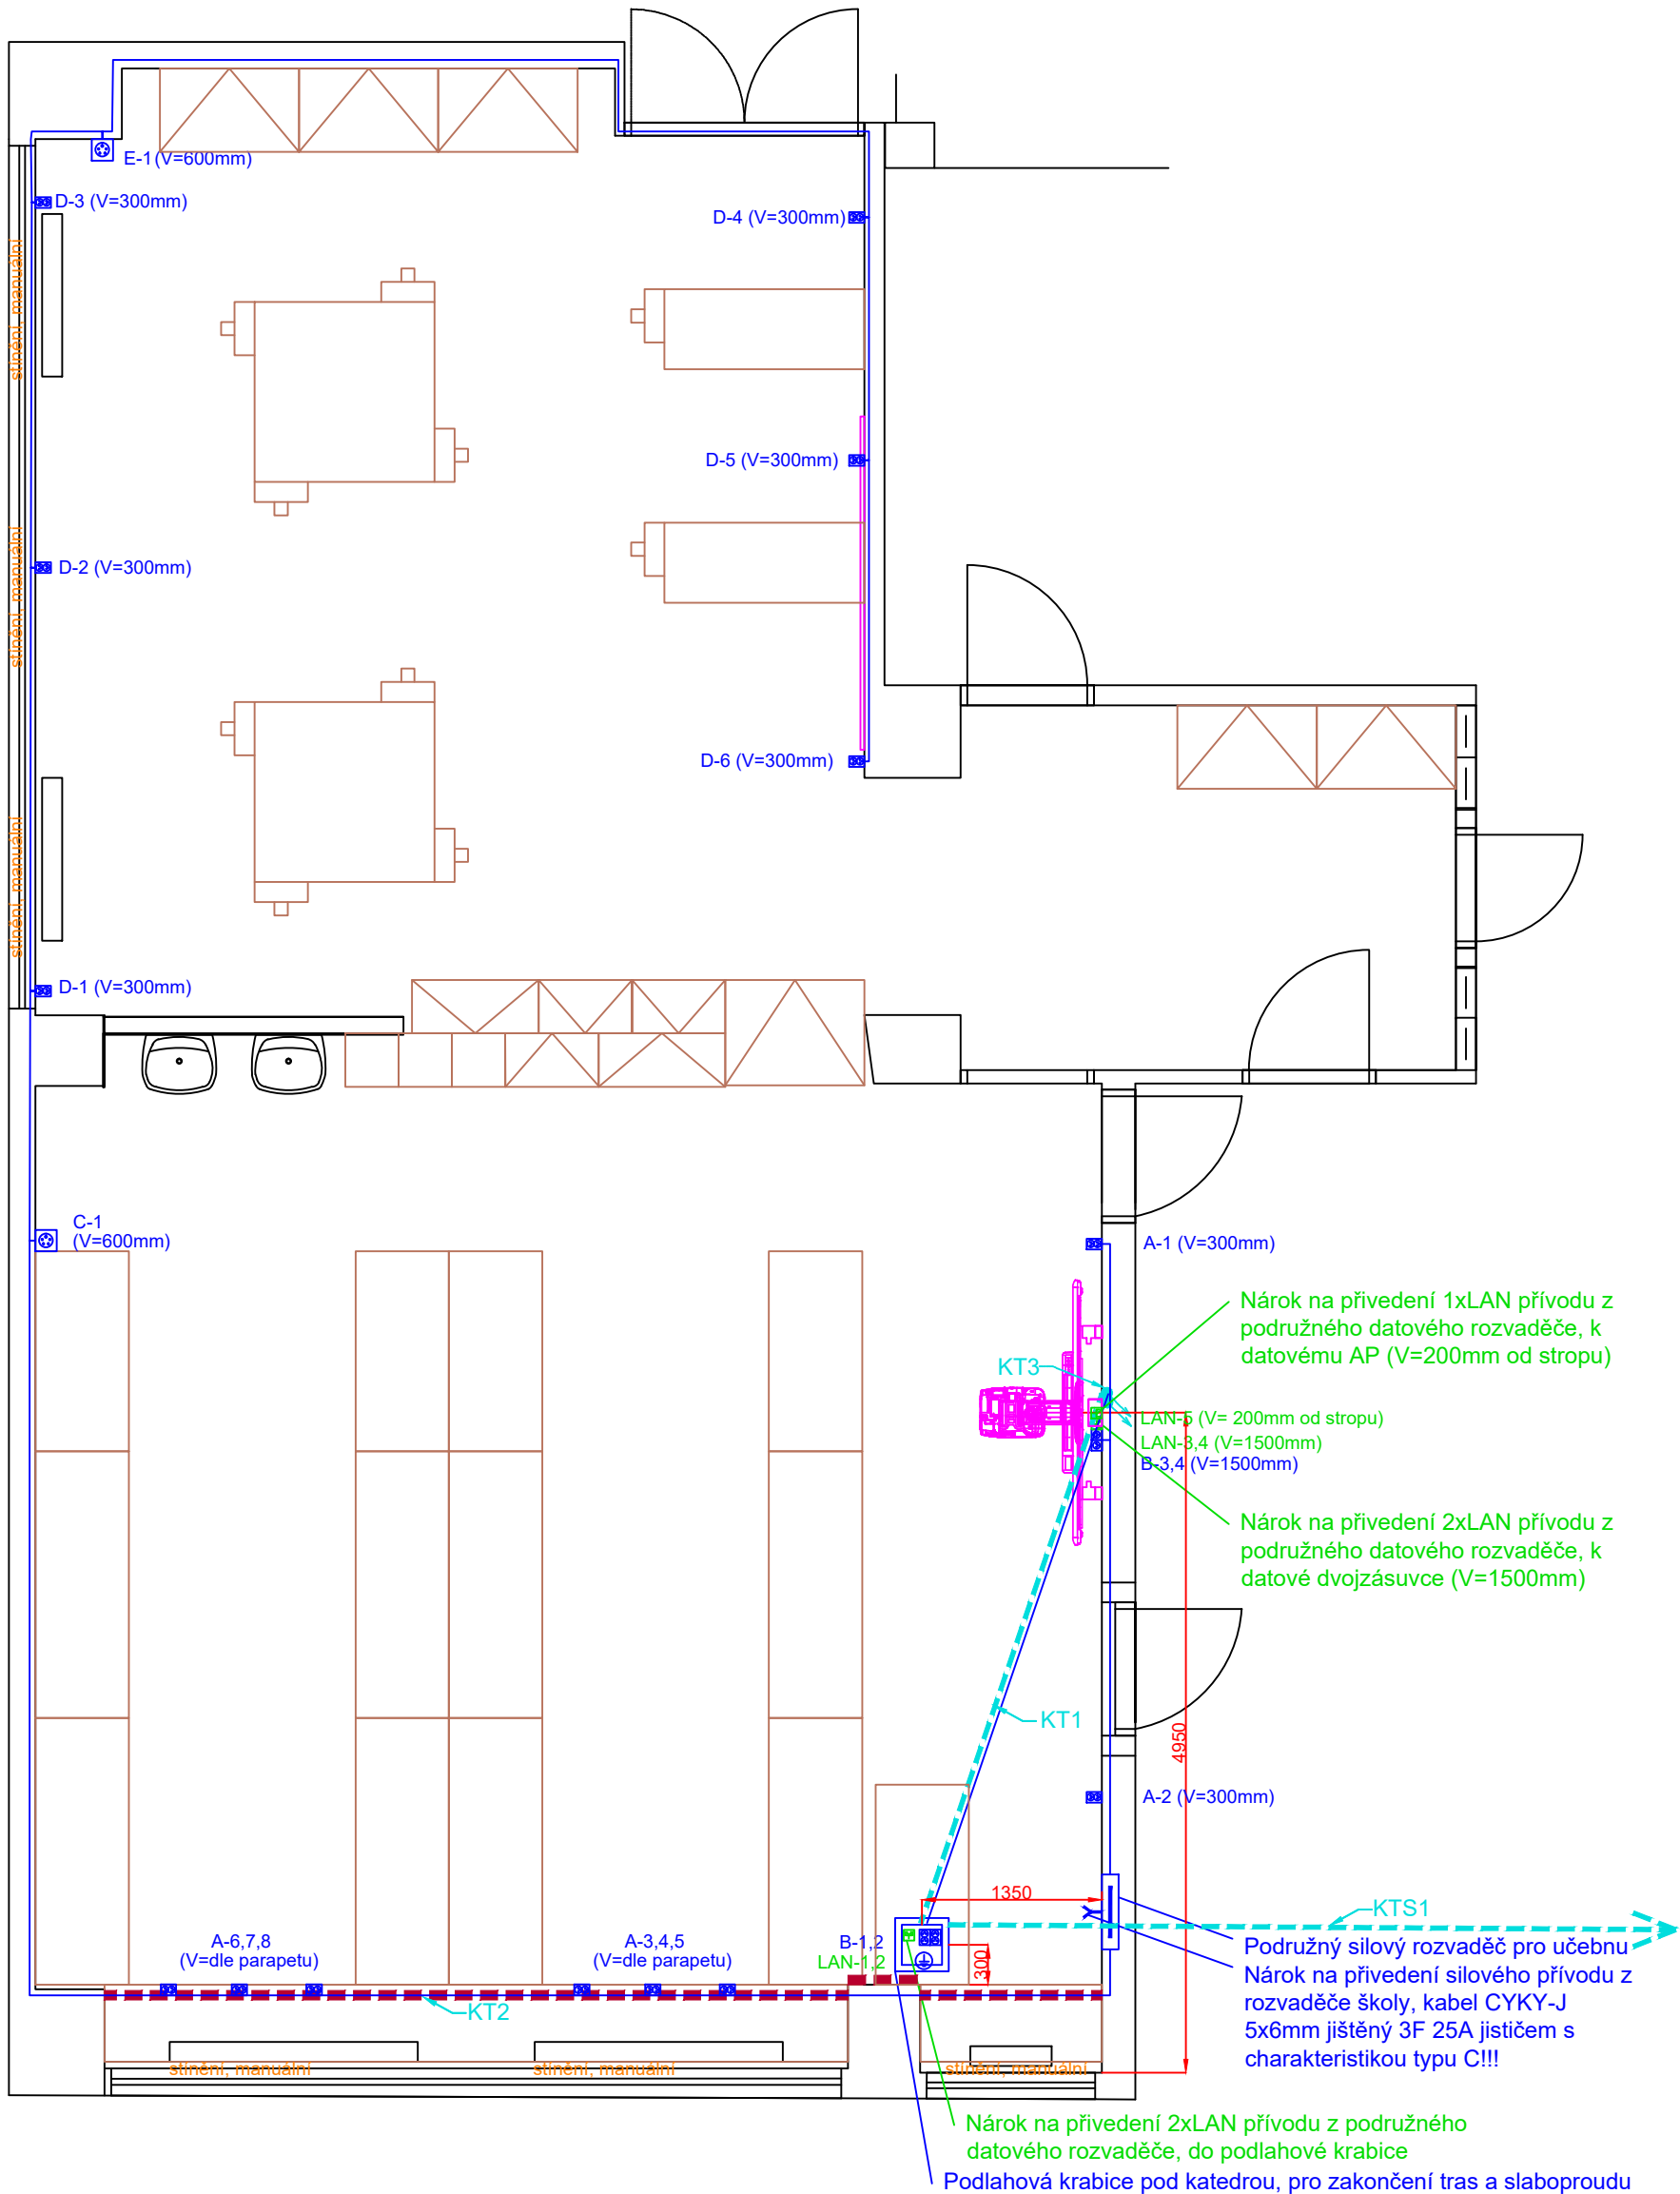 E-1 (V=600mm)
D-3 (V=300mm)
D-4 (V=300mm)
stínění, manuální
D-5 (V=300mm)
D-2 (V=300mm)
stínění, manuální
D-6 (V=300mm)
stínění, manuální
D-1 (V=300mm)
C-1
(V=600mm)
A-1 (V=300mm)
Nárok na přivedení 1xLAN přívodu z
podružného datového rozvaděče, k
datovému AP (V=200mm od stropu)
KT3
LAN-5 (V= 200mm od stropu)
LAN-3,4 (V=1500mm)
B-3,4 (V=1500mm)
Nárok na přivedení 2xLAN přívodu z
podružného datového rozvaděče, k
datové dvojzásuvce (V=1500mm)
KT1
4950
A-2 (V=300mm)
1350
KTS1
A-6,7,8
(V=dle parapetu)
A-3,4,5
(V=dle parapetu)
B-1,2
LAN-1,2
300
Podružný silový rozvaděč pro učebnu
Nárok na přivedení silového přívodu z
rozvaděče školy, kabel CYKY-J
5x6mm jištěný 3F 25A jističem s
charakteristikou typu C!!!
KT2
stínění, manuální
stínění, manuální
stínění, manuální
Nárok na přivedení 2xLAN přívodu z podružného
datového rozvaděče, do podlahové krabice
Podlahová krabice pod katedrou, pro zakončení tras a slaboproudu